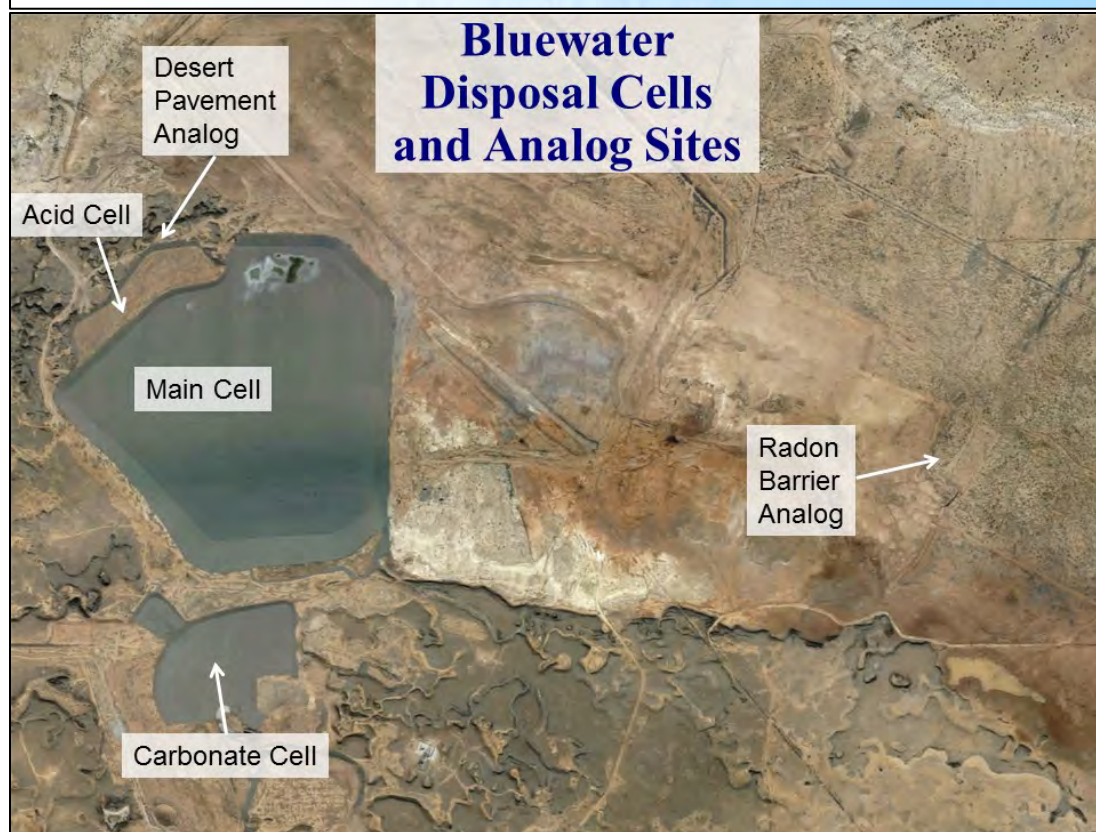 Bluewater
Disposal Cells
and Analog Sites
Desert
Pavement
Analog
Acid Cell
Main Cell
Radon
Barrier
Analog
Carbonate Cell